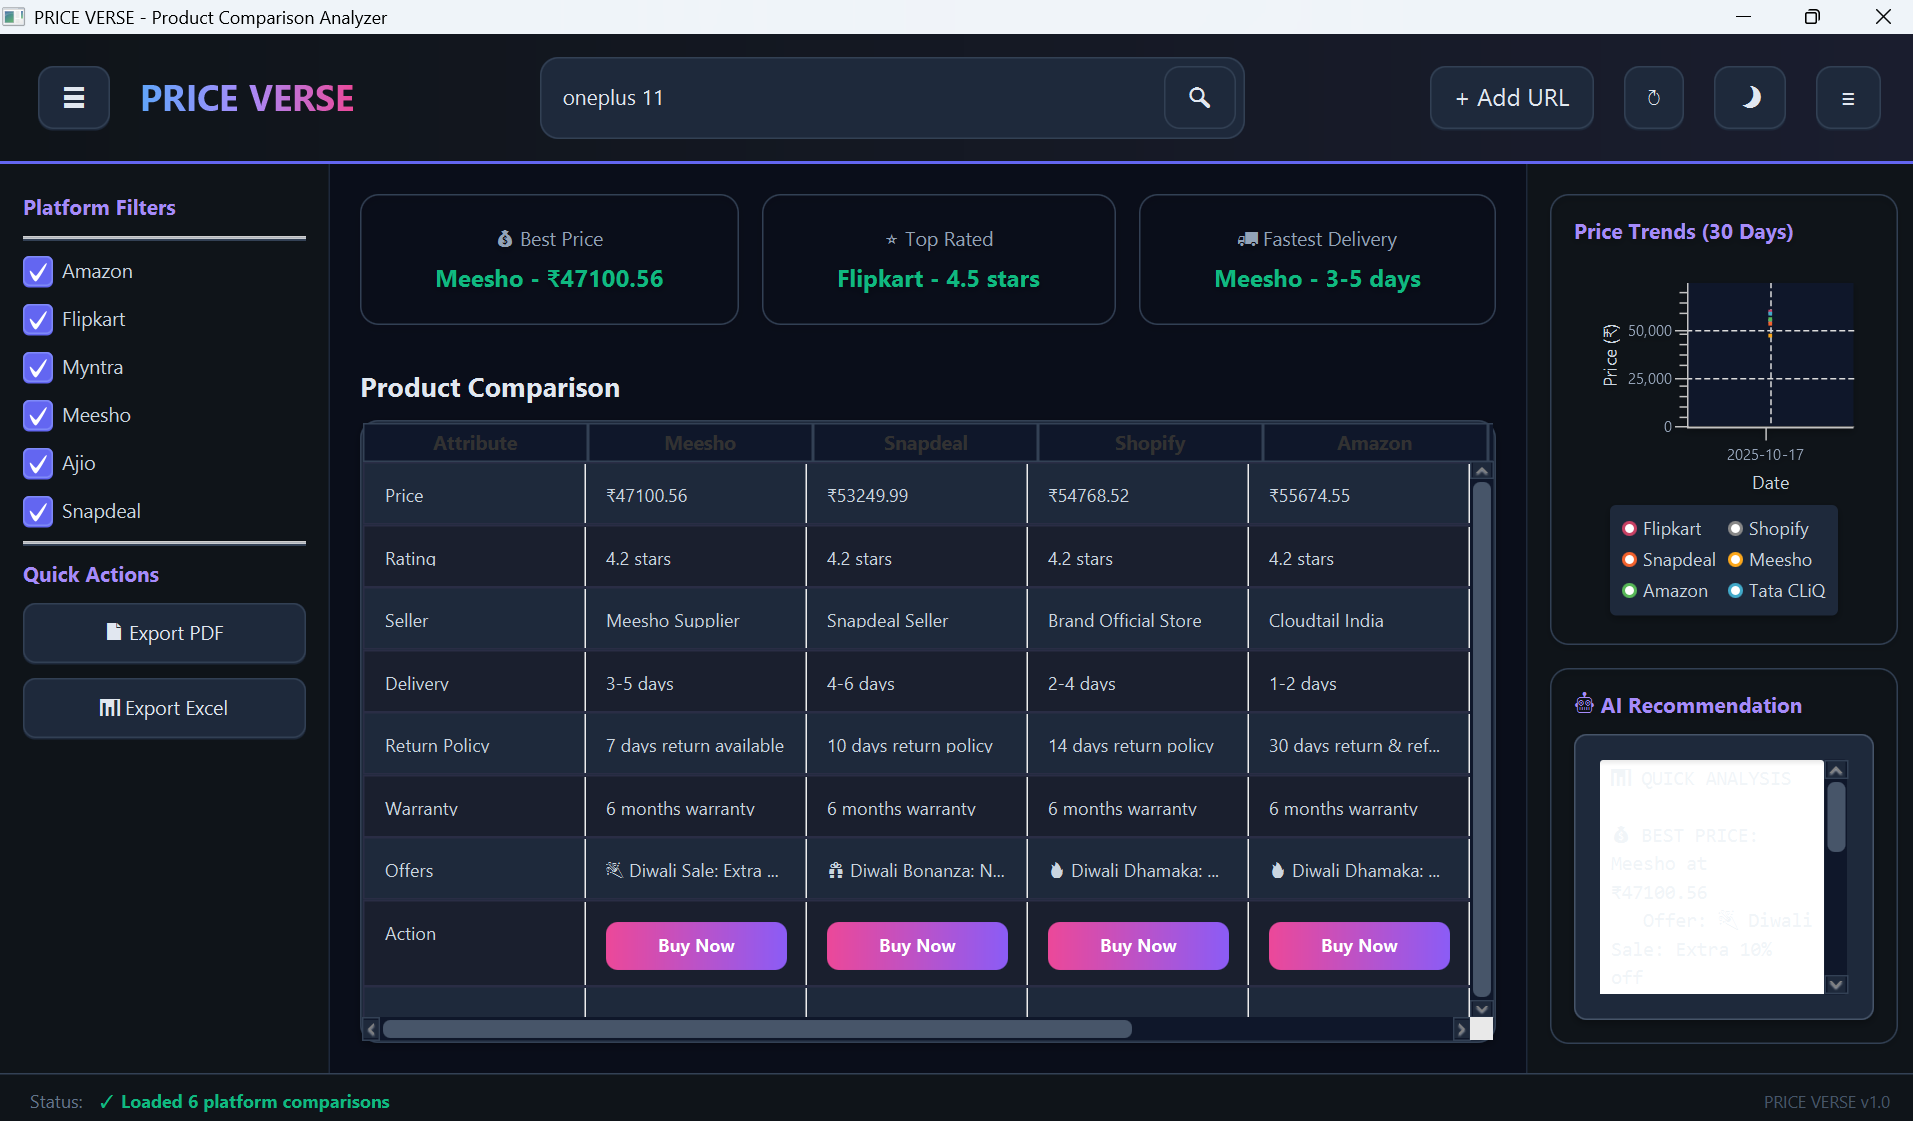 PRICE VERSE - Product Comparison Analyzer
PRICE VERSE
oneplus 11
+ Add URL
Platform Filters
Amazon
Flipkart
Myntra
Meesho
Ajio
Snapdeal
Quick Actions
Export PDF
Export Excel
Best Price
Meesho - ₹47100.56
Top Rated
Flipkart - 4.5 stars
Fastest Delivery
Meesho - 3-5 days
Product Comparison
Attribute Meesho Snapdeal Shopify Amazon
Price ₹47100.56 ₹53249.99 ₹54768.52 ₹55674.55
Rating 4.2 stars 4.2 stars 4.2 stars 4.2 stars
Seller Meesho Supplier Snapdeal Seller Brand Official Store Cloudtail India
Delivery 3-5 days 4-6 days 2-4 days 1-2 days
Return Policy 7 days return available 10 days return policy 14 days return policy 30 days return & ref...
Warranty 6 months warranty 6 months warranty 6 months warranty 6 months warranty
Offers 🎉 Diwali Sale: Extra ... 🎁 Diwali Bonanza: N... 🔥 Diwali Dhamaka: ... 🔥 Diwali Dhamaka: ...
Action Buy Now Buy Now Buy Now Buy Now
Price Trends (30 Days)
Price (₹)
50,000
25,000
0
2025-10-17
Date
Flipkart Shopify
Snapdeal Meesho
Amazon Tata CLiQ
AI Recommendation
QUICK ANALYSIS
BEST PRICE:
Meesho at
₹47100.56
Offer: 🎉 Diwali
Sale: Extra 10%
off
Status: ✓ Loaded 6 platform comparisons
PRICE VERSE v1.0